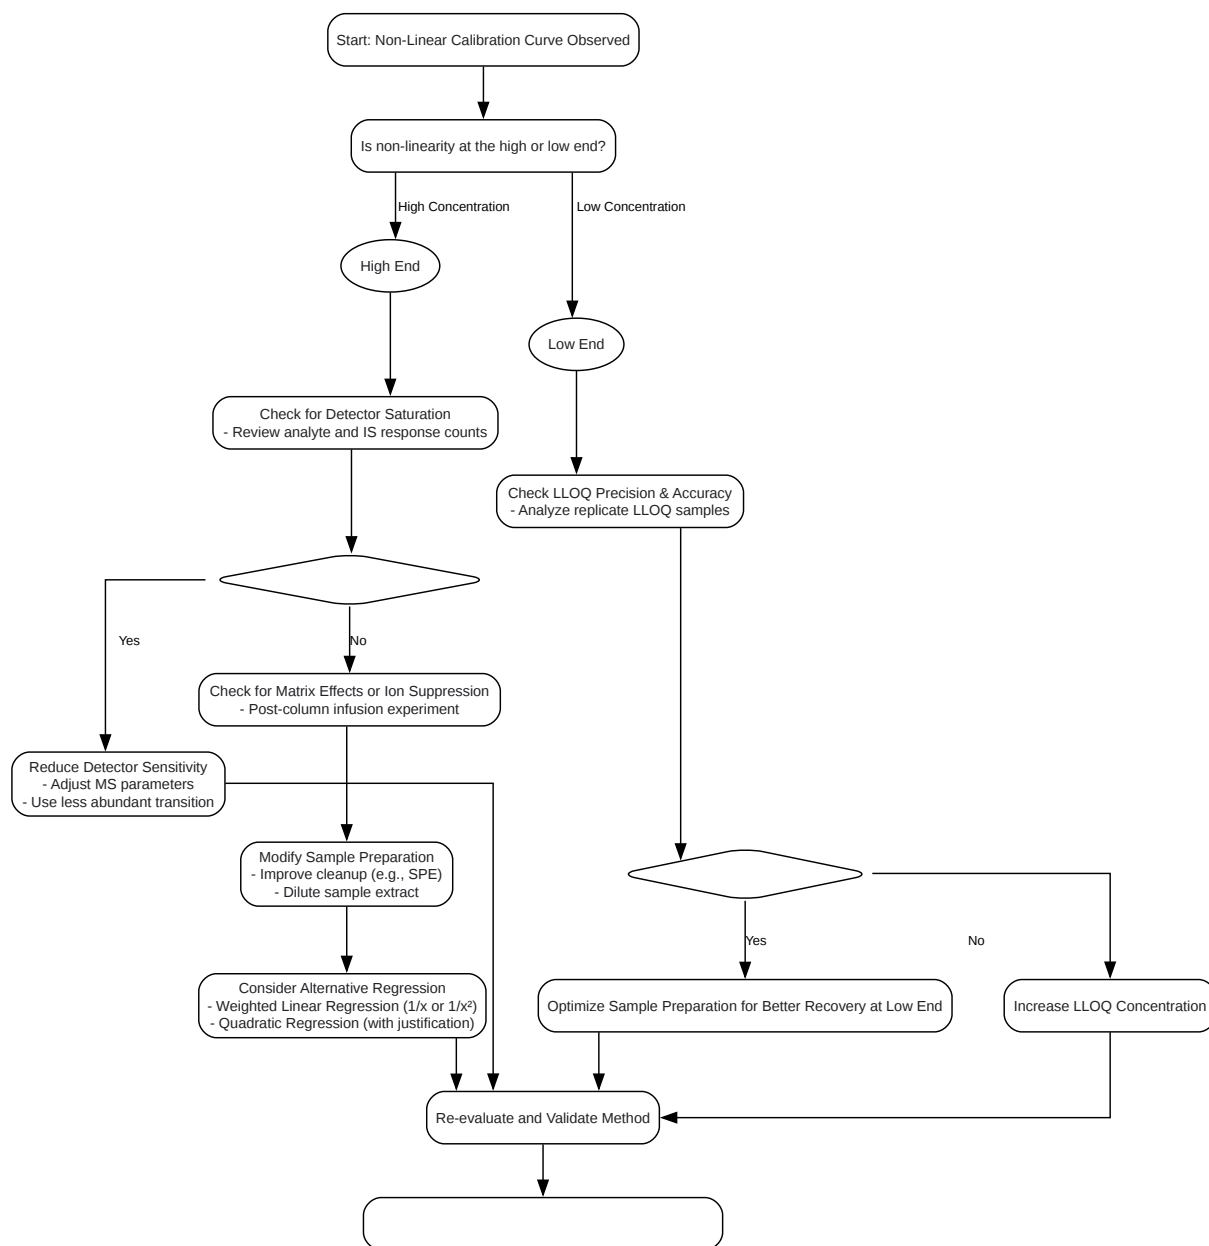 Start: Non-Linear Calibration Curve Observed
Is non-linearity at the high or low end?
High Concentration
Low Concentration
High End
Low End
Check for Detector Saturation
- Review analyte and IS response counts
Check LLOQ Precision & Accuracy
- Analyze replicate LLOQ samples
Yes
No
Check for Matrix Effects or Ion Suppression
- Post-column infusion experiment
Reduce Detector Sensitivity
- Adjust MS parameters
- Use less abundant transition
Modify Sample Preparation
- Improve cleanup (e.g., SPE)
- Dilute sample extract
Yes
No
Consider Alternative Regression
- Weighted Linear Regression (1/x or 1/x²)
- Quadratic Regression (with justification)
Optimize Sample Preparation for Better Recovery at Low End
Increase LLOQ Concentration
Re-evaluate and Validate Method